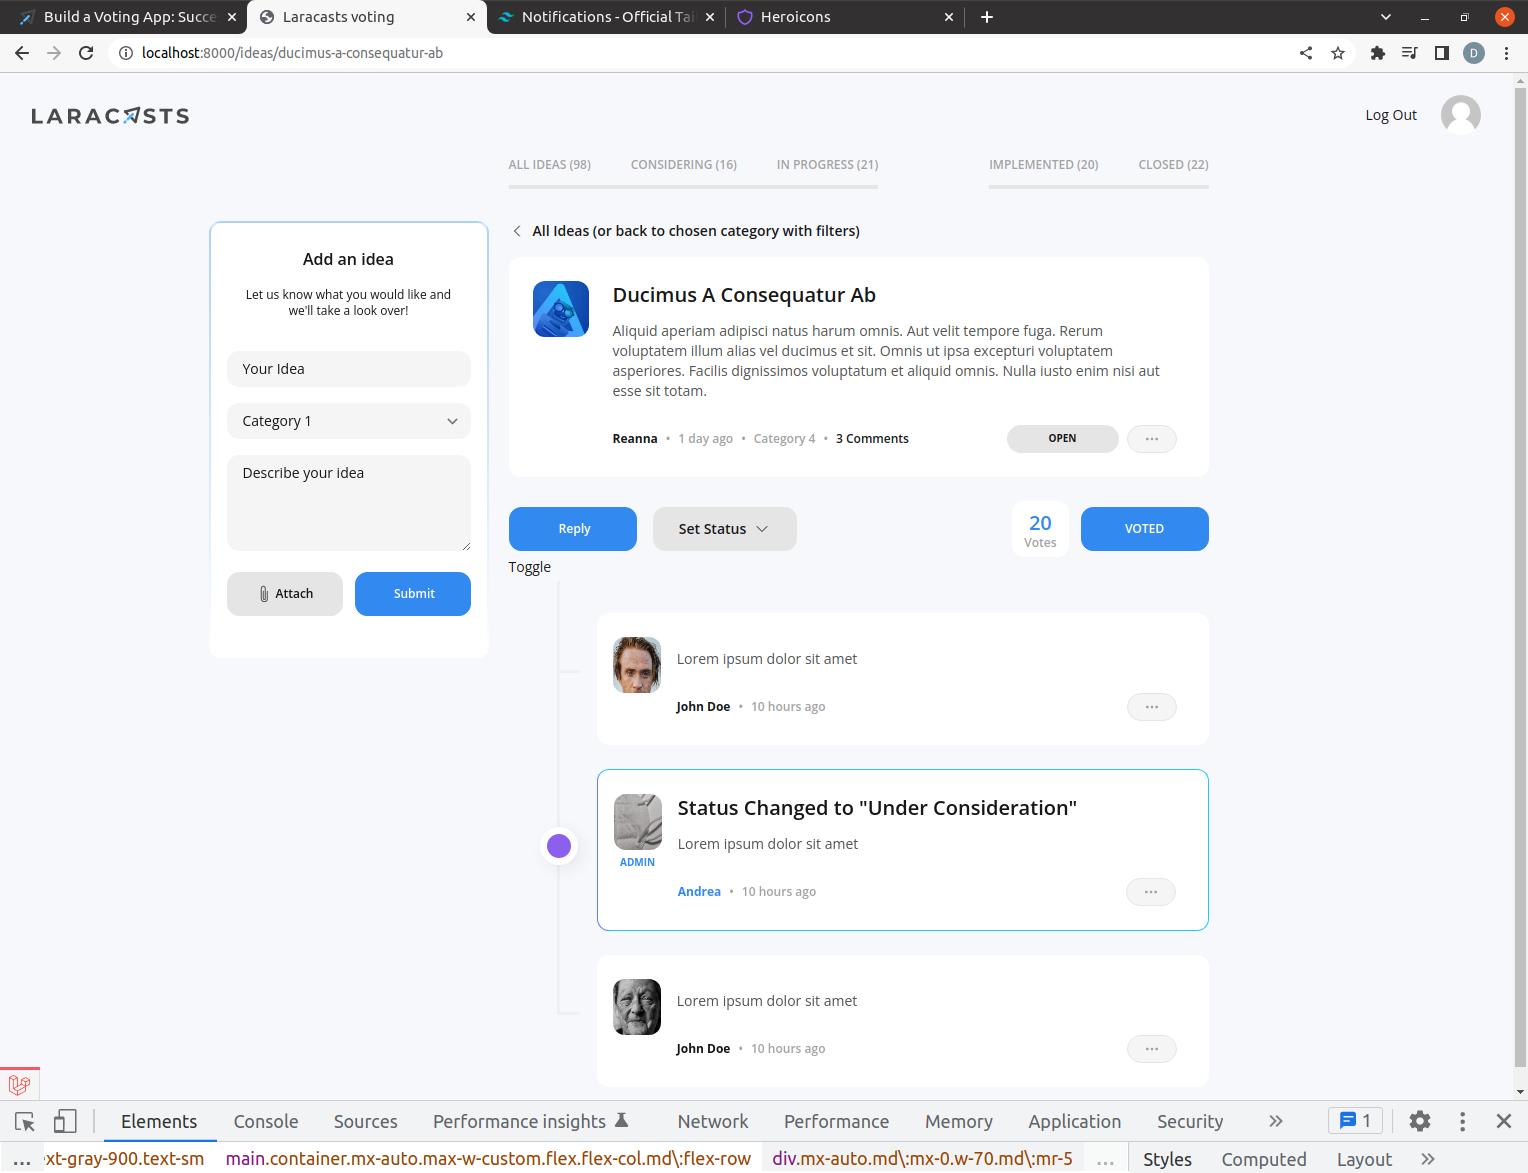 Build a Voting App: Succe
Laracasts voting
Notifications - Official Tail
Heroicons
localhost:8000/ideas/ducimus-a-consequatur-ab
D
LARACASTS
Log Out
ALL IDEAS (98)
CONSIDERING (16)
IN PROGRESS (21)
IMPLEMENTED (20)
CLOSED (22)
Add an idea
Let us know what you would like and
we'll take a look over!
Your Idea
Category 1
Describe your idea
Attach
Submit
All Ideas (or back to chosen category with filters)
Ducimus A Consequatur Ab
Aliquid aperiam adipisci natus harum omnis. Aut velit tempore fuga. Rerum
voluptatem illum alias vel ducimus et sit. Omnis ut ipsa excepturi voluptatem
asperiores. Facilis dignissimos voluptatum et aliquid omnis. Nulla iusto enim nisi aut
esse sit totam.
Reanna • 1 day ago • Category 4 • 3 Comments
OPEN
Reply
Set Status
20
Votes
VOTED
Toggle
Lorem ipsum dolor sit amet
John Doe • 10 hours ago
Status Changed to "Under Consideration"
Lorem ipsum dolor sit amet
ADMIN
Andrea • 10 hours ago
Lorem ipsum dolor sit amet
John Doe • 10 hours ago
Elements
Console
Sources
Performance insights
Network
Performance
Memory
Application
Security
1
... xt-gray-900.text-sm
main.container.mx-auto.max-w-custom.flex.flex-col.md\:flex-row
div.mx-auto.md\:mx-0.w-70.md\:mr-5
...
Styles
Computed
Layout